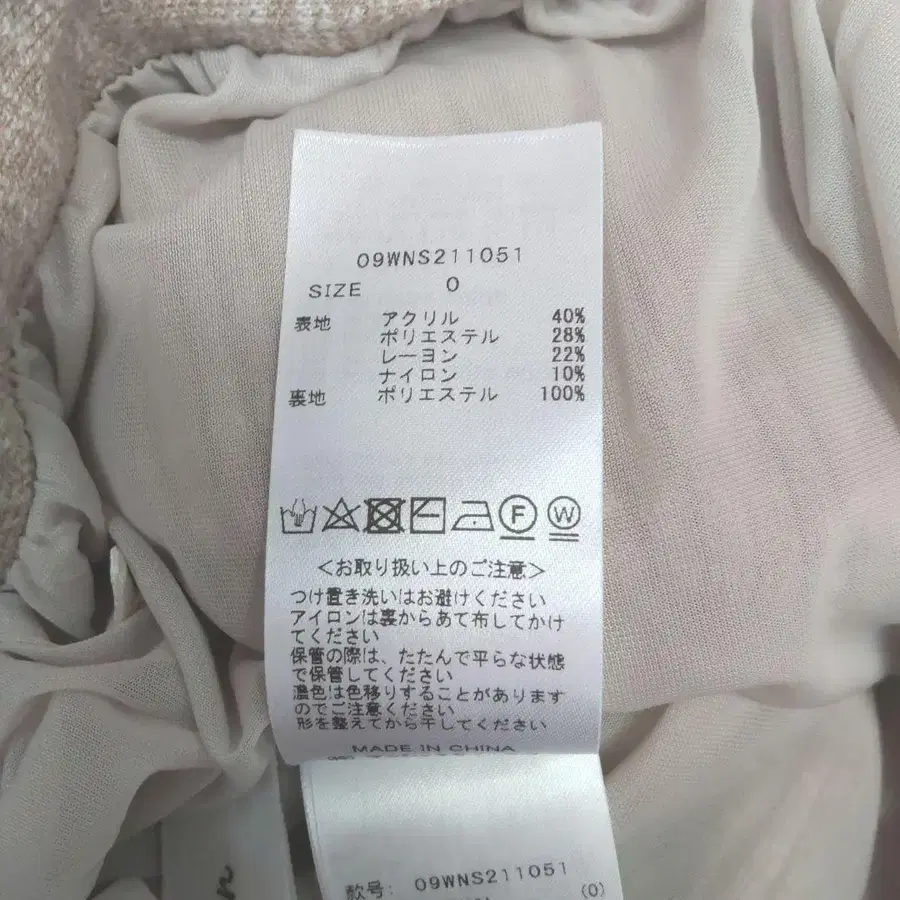 09WNS211051
SIZE 0
表地 アクリル 40%
ポリエステル 28%
レーヨン 22%
ナイロン 10%
裏地 ポリエステル 100%
F W
<お取り扱い上のご注意>
つけ置き洗いはお避けください
アイロンは裏からあて布してかけ
てください
保管の際は、たたんで平らな状態
で保管してください
濃色は色移りすることがあります
のでご注意ください
形を整えてから干してください
MADE IN CHINA
款号: 09WNS211051
(0)